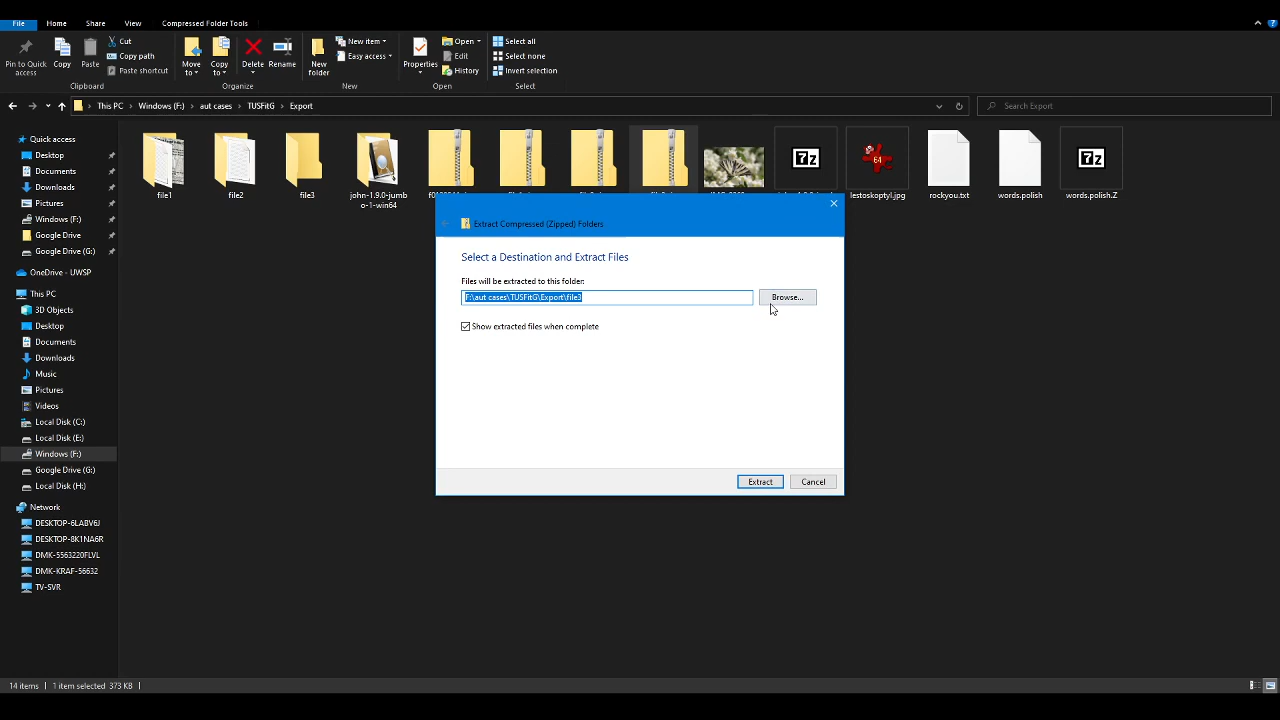 File Home Share View Compressed Folder Tools
Pin to Quick access
Copy
Paste
Cut
Copy path
Paste shortcut
Clipboard
Move to
Copy to
Delete
Rename
Organize
New folder
New item
Easy access
New
Properties
Open
Edit
History
Open
Select all
Select none
Invert selection
Select
This PC > Windows (F:) > aut cases > TUSFitG > Export
Search Export
Quick access
Desktop
Documents
Downloads
Pictures
Windows (F:)
Google Drive
Google Drive (G:)
OneDrive - UWSP
This PC
3D Objects
Desktop
Documents
Downloads
Music
Pictures
Videos
Local Disk (C:)
Local Disk (E:)
Windows (F:)
Google Drive (G:)
Local Disk (H:)
Network
DESKTOP-6LABV6J
DESKTOP-8K1NA6R
DMK-5563220FLVL
DMK-KRAF-56632
TV-SVR
file1
file2
file3
john-1.9.0-jumb
o-1-win64
7z
64
7z
lestoskoptyl.jpg
rockyou.txt
words.polish
words.polish.Z
Extract Compressed (Zipped) Folders
Select a Destination and Extract Files
Files will be extracted to this folder:
F:\aut cases\TUSFitG\Export\file3
Browse...
Show extracted files when complete
Extract
Cancel
14 items
1 item selected 373 KB